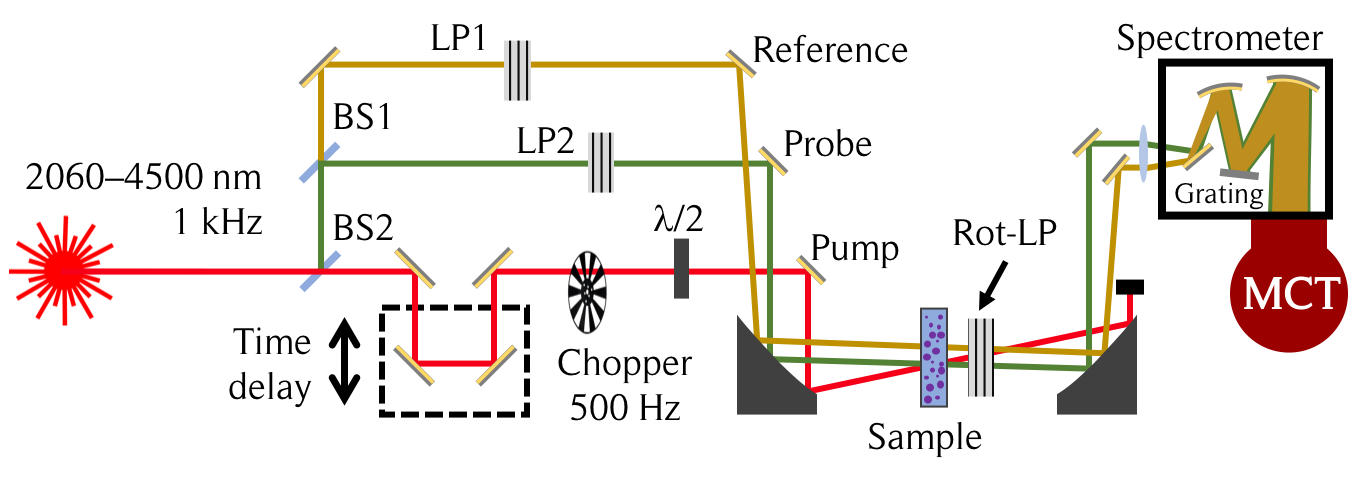 LP1
Reference
Spectrometer
BS1
LP2
Probe
2060–4500 nm
1 kHz
Grating
BS2
λ/2
Rot-LP
Pump
MCT
Time
delay
Chopper
500 Hz
Sample